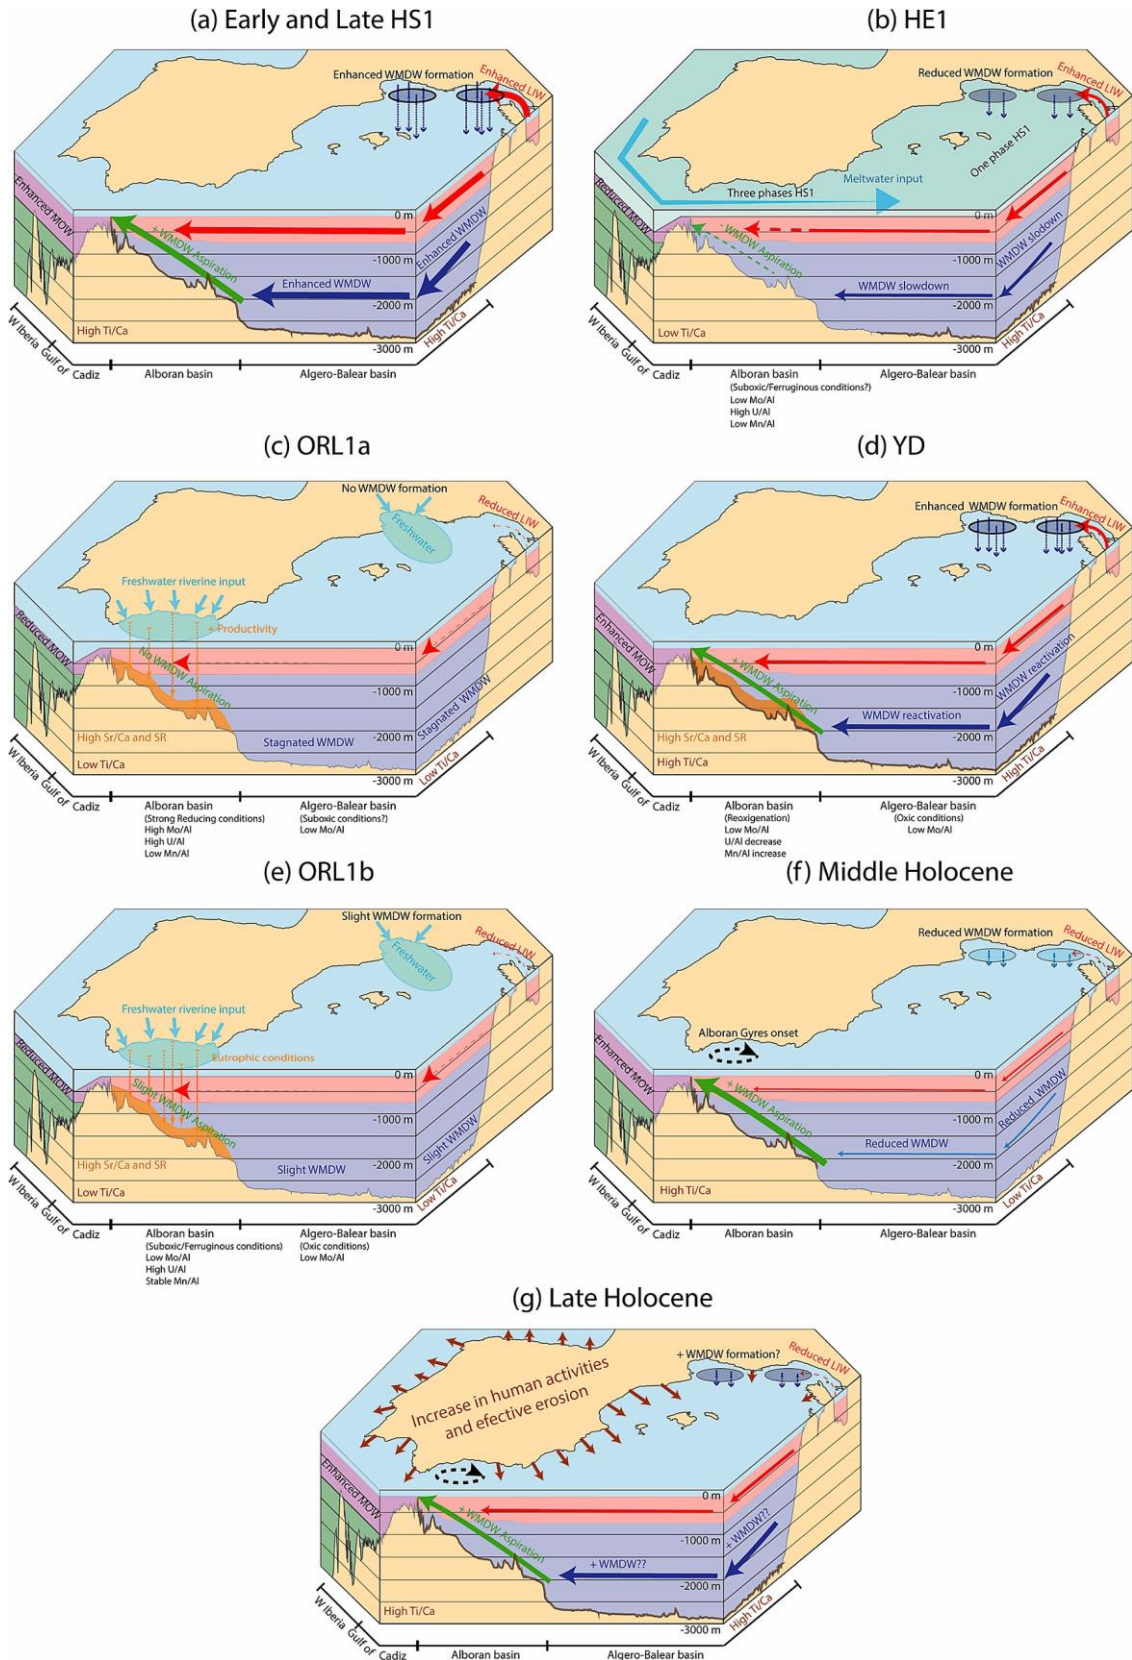 (a) Early and Late HS1
Enhanced WMDW formation
Enhanced LIW
Enhanced MOW
0 m
+ WMDW Aspiration
-1000 m
Enhanced WMDW
Enhanced WMDW
-2000 m
High Ti/Ca
-3000 m
High Ti/Ca
W Iberia
Gulf of
Cadiz
Alboran basin
Algero-Balear basin
(b) HE1
Reduced WMDW formation
Enhanced LIW
One phase HS1
Three phases HS1
Meltwater input
Reduced MOW
0 m
- WMDW Aspiration
-1000 m
WMDW slodown
WMDW slowdown
-2000 m
Low Ti/Ca
-3000 m
High Ti/Ca
W Iberia
Gulf of
Cadiz
Alboran basin
(Suboxic/Ferruginous conditions?)
Low Mo/Al
High U/Al
Low Mn/Al
Algero-Balear basin
(c) ORL1a
No WMDW formation
Reduced LIW
Freshwater
Freshwater riverine input
+ Productivity
Reduced MOW
0 m
No WMDW Aspiration
-1000 m
Stagnated WMDW
High Sr/Ca and SR
Stagnated WMDW
-2000 m
Low Ti/Ca
-3000 m
Low Ti/Ca
W Iberia
Gulf of
Cadiz
Alboran basin
(Strong Reducing conditions)
High Mo/Al
High U/Al
Low Mn/Al
Algero-Balear basin
(Suboxic conditions?)
Low Mo/Al
(d) YD
Enhanced WMDW formation
Enhanced LIW
Enhanced MOW
0 m
+ WMDW Aspiration
-1000 m
WMDW reactivation
WMDW reactivation
High Sr/Ca and SR
-2000 m
High Ti/Ca
-3000 m
High Ti/Ca
W Iberia
Gulf of
Cadiz
Alboran basin
(Reoxigenation)
Low Mo/Al
U/Al decrease
Mn/Al increase
Algero-Balear basin
(Oxic conditions)
Low Mo/Al
(e) ORL1b
Slight WMDW formation
Reduced LIW
Freshwater
Freshwater riverine input
Eutrophic conditions
Reduced MOW
0 m
Slight WMDW Aspiration
-1000 m
Slight WMDW
High Sr/Ca and SR
Slight WMDW
-2000 m
Low Ti/Ca
-3000 m
Low Ti/Ca
W Iberia
Gulf of
Cadiz
Alboran basin
(Suboxic/Ferruginous conditions)
Low Mo/Al
High U/Al
Stable Mn/Al
Algero-Balear basin
(Oxic conditions)
Low Mo/Al
(f) Middle Holocene
Reduced WMDW formation
Reduced LIW
Alboran Gyres onset
Enhanced MOW
0 m
+ WMDW Aspiration
-1000 m
Reduced WMDW
Reduced WMDW
-2000 m
High Ti/Ca
-3000 m
Low Ti/Ca
W Iberia
Gulf of
Cadiz
Alboran basin
Algero-Balear basin
(g) Late Holocene
+ WMDW formation?
Reduced LIW
Increase in human activities
and efective erosion
Enhanced MOW
0 m
+ WMDW Aspiration
-1000 m
+ WMDW??
+ WMDW??
-2000 m
High Ti/Ca
-3000 m
High Ti/Ca
W Iberia
Gulf of
Cadiz
Alboran basin
Algero-Balear basin